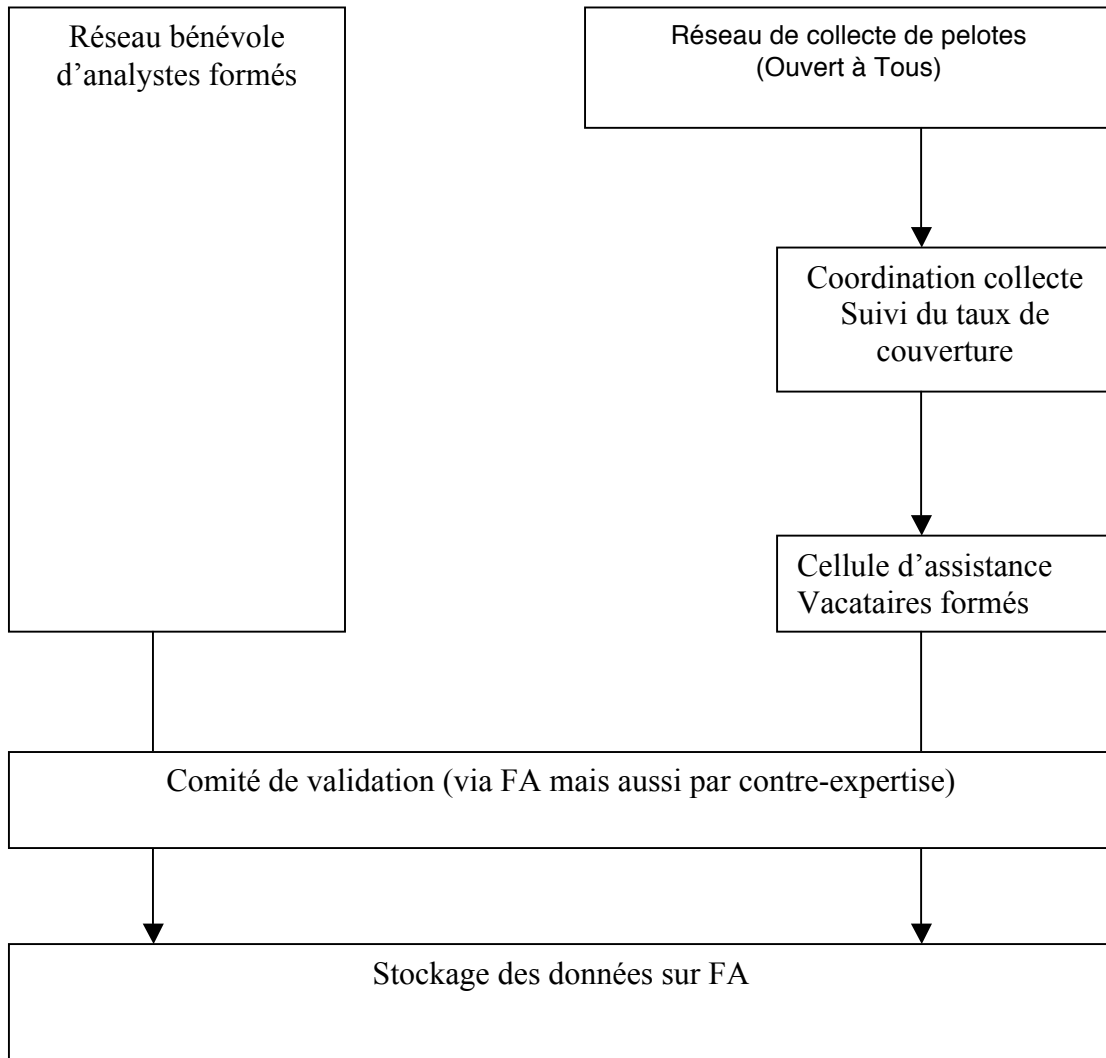 Réseau bénévole
d’analystes formés
Réseau de collecte de pelotes
(Ouvert à Tous)
Coordination collecte
Suivi du taux de
couverture
Cellule d’assistance
Vacataires formés
Comité de validation (via FA mais aussi par contre-expertise)
Stockage des données sur FA